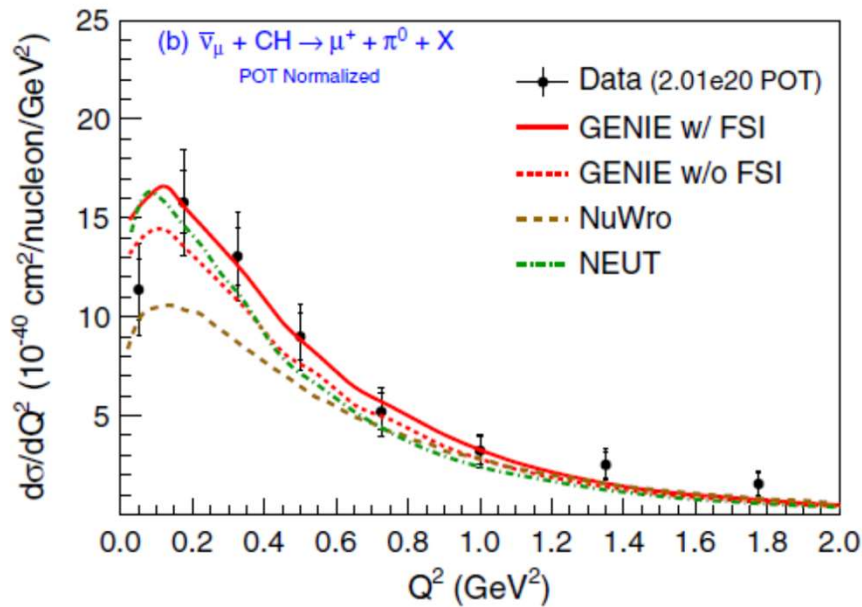 25
(b) ν̄μ + CH → μ⁺ + π⁰ + X
POT Normalized
Data (2.01e20 POT)
GENIE w/ FSI
GENIE w/o FSI
NuWro
NEUT
20
15
10
5
dσ/dQ² (10⁻⁴⁰ cm²/nucleon/GeV²)
0.0 0.2 0.4 0.6 0.8 1.0 1.2 1.4 1.6 1.8 2.0
Q² (GeV²)